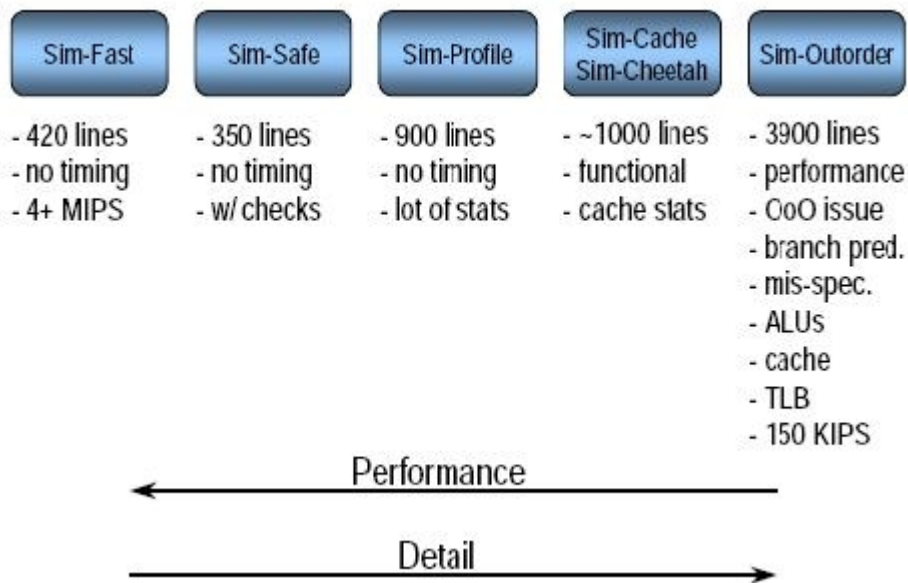 Sim-Fast
Sim-Safe
Sim-Profile
Sim-Cache
Sim-Cheetah
Sim-Outorder
- 420 lines
- no timing
- 4+ MIPS
- 350 lines
- no timing
- w/ checks
- 900 lines
- no timing
- lot of stats
- ~1000 lines
- functional
- cache stats
- 3900 lines
- performance
- OoO issue
- branch pred.
- mis-spec.
- ALUs
- cache
- TLB
- 150 KIPS
Performance
Detail